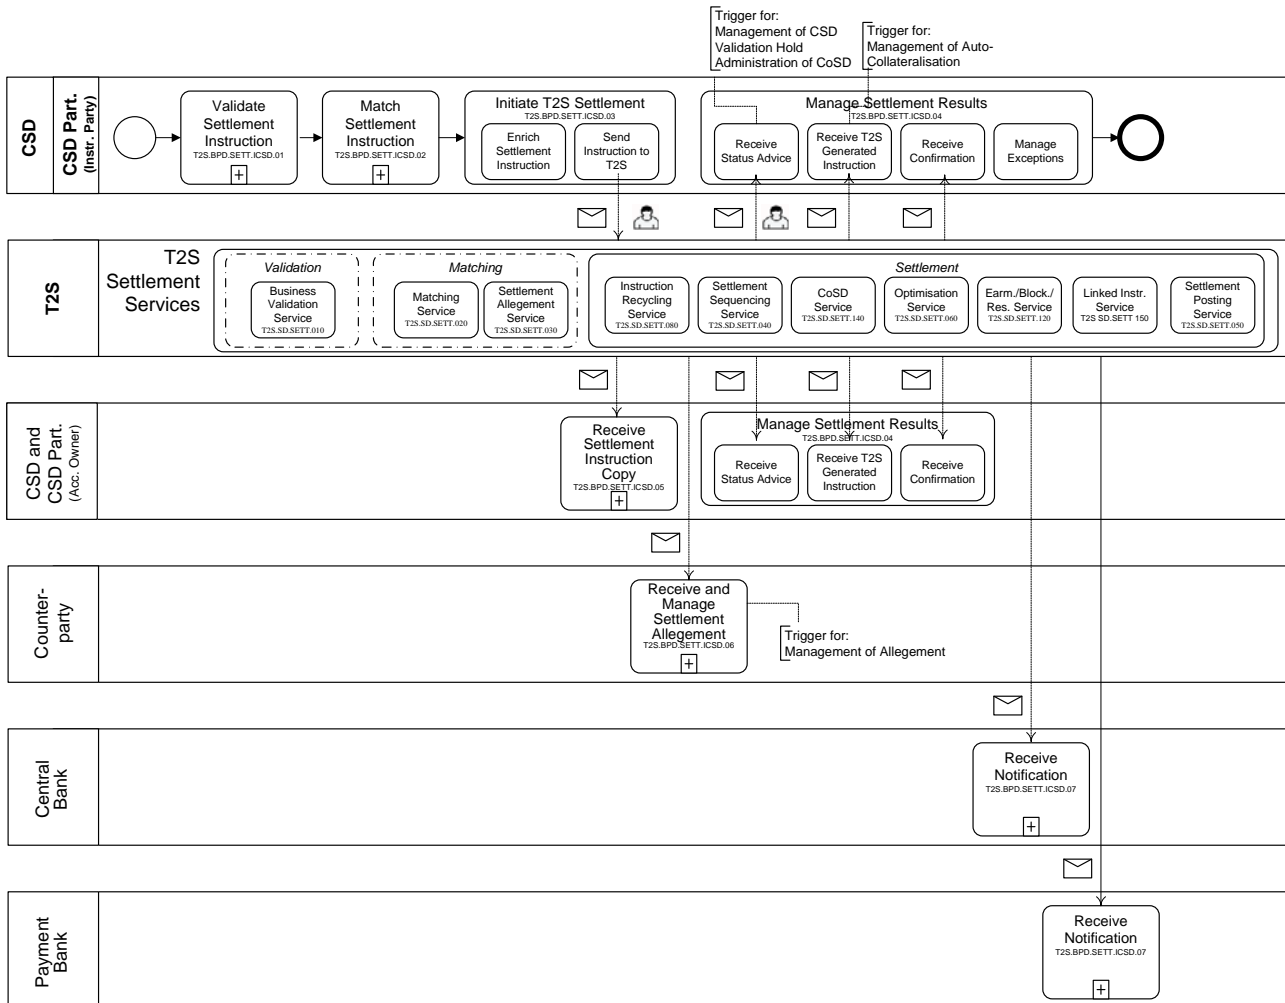 Trigger for:
Management of CSD
Validation Hold
Administration of CoSD
Trigger for:
Management of Auto-
Collateralisation
CSD
CSD Part.
(Instr. Party)
Validate
Settlement
Instruction
T2S.BPD.SETT.ICSD.01
+
Match
Settlement
Instruction
T2S.BPD.SETT.ICSD.02
+
Initiate T2S Settlement
T2S.BPD.SETT.ICSD.03
Enrich
Settlement
Instruction
Send
Instruction to
T2S
Manage Settlement Results
T2S.BPD.SETT.ICSD.04
Receive
Status Advice
Receive T2S
Generated
Instruction
Receive
Confirmation
Manage
Exceptions
T2S
T2S
Settlement
Services
Validation
Business
Validation
Service
T2S.SD.SETT.010
Matching
Matching
Service
T2S.SD.SETT.020
Settlement
Allegement
Service
T2S.SD.SETT.030
Settlement
Instruction
Recycling
Service
T2S.SD.SETT.080
Settlement
Sequencing
Service
T2S.SD.SETT.040
CoSD
Service
T2S.SD.SETT.140
Optimisation
Service
T2S.SD.SETT.060
Earm./Block./
Res. Service
T2S.SD.SETT.120
Linked Instr.
Service
T2S SD.SETT 150
Settlement
Posting
Service
T2S.SD.SETT.050
CSD and
CSD Part.
(Acc. Owner)
Receive
Settlement
Instruction
Copy
T2S.BPD.SETT.ICSD.05
+
Manage Settlement Results
T2S.BPD.SETT.ICSD.04
Receive
Status Advice
Receive T2S
Generated
Instruction
Receive
Confirmation
Counter-
party
Receive and
Manage
Settlement
Allegement
T2S.BPD.SETT.ICSD.06
+
Trigger for:
Management of Allegement
Central
Bank
Receive
Notification
T2S.BPD.SETT.ICSD.07
+
Payment
Bank
Receive
Notification
T2S.BPD.SETT.ICSD.07
+